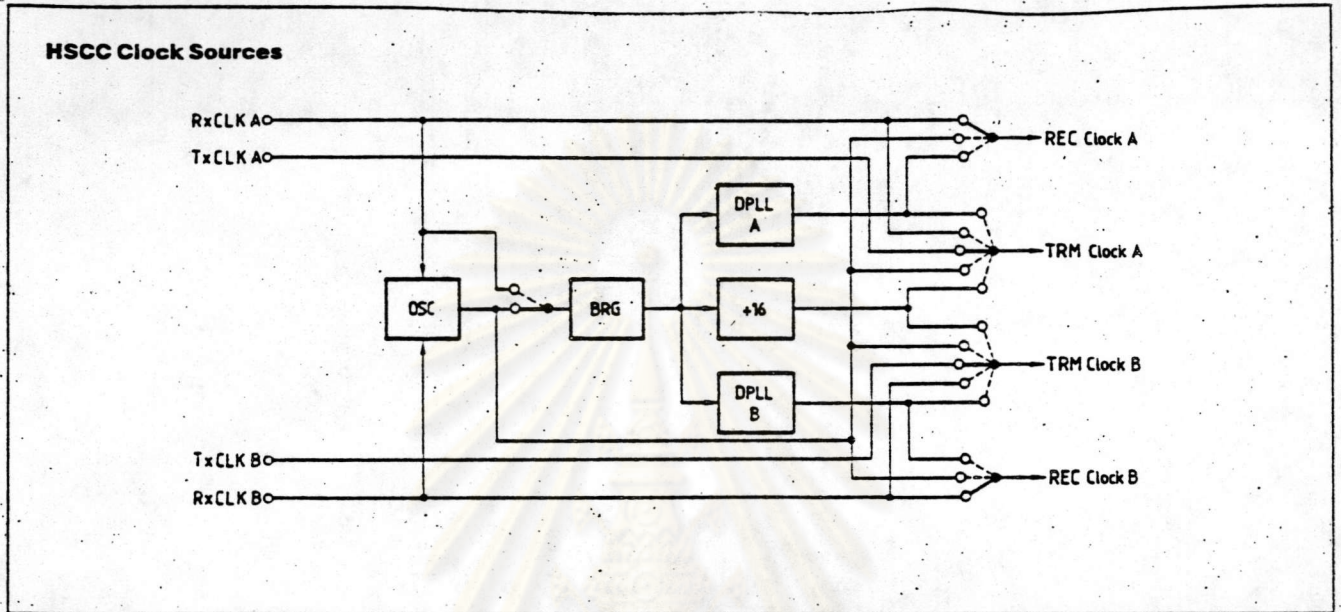 HSCC Clock Sources
RxCLK A
REC Clock A
TxCLK A
DPLL
A
TRM Clock A
OSC
BRG
+16
TRM Clock B
DPLL
B
TxCLK B
REC Clock B
RxCLK B